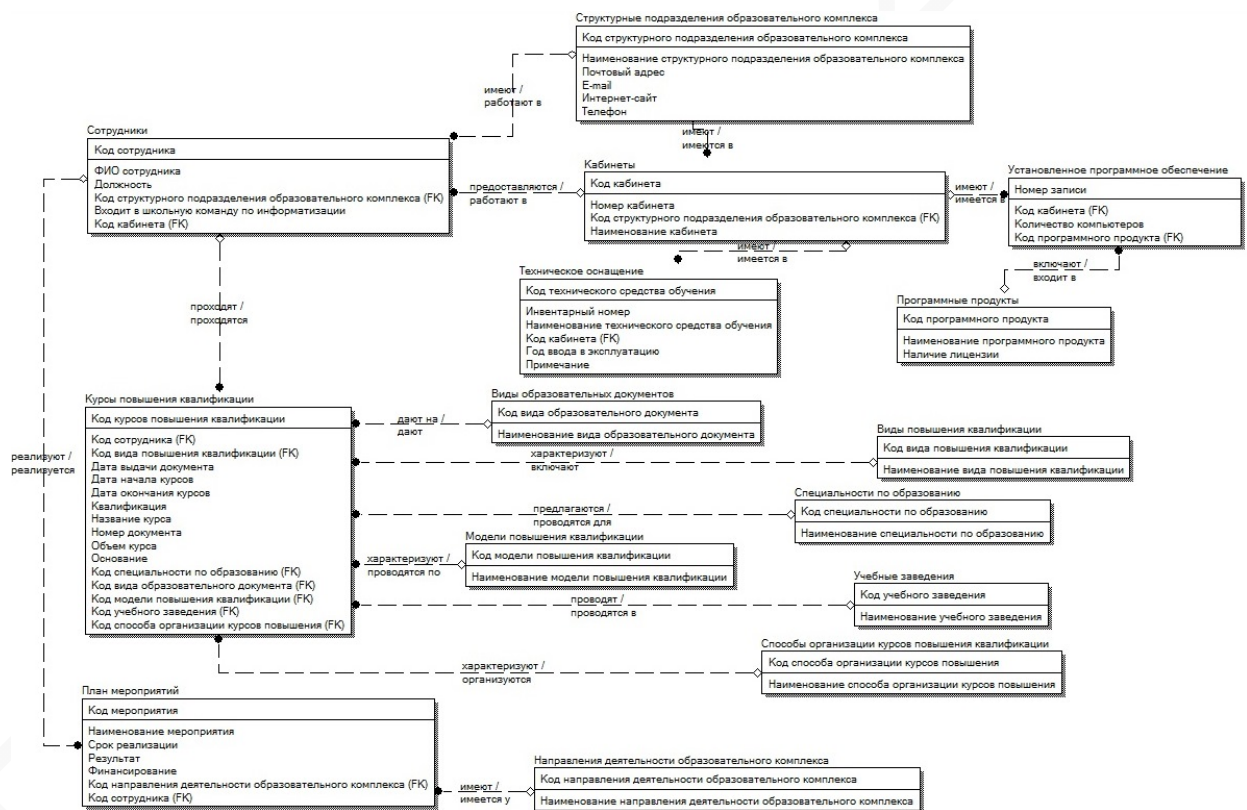 Структурные подразделения образовательного комплекса
Код структурного подразделения образовательного комплекса
Наименование структурного подразделения образовательного комплекса
Почтовый адрес
E-mail
Интернет-сайт
Телефон
имеют /
работают в
имеют /
имеются в
Сотрудники
Код сотрудника
ФИО сотрудника
Должность
Код структурного подразделения образовательного комплекса (FK)
Входит в школьную команду по информатизации
Код кабинета (FK)
предоставляются /
работают в
Кабинеты
Код кабинета
Номер кабинета
Код структурного подразделения образовательного комплекса (FK)
Наименование кабинета
имеют /
имеется в
Установленное программное обеспечение
Номер записи
Код кабинета (FK)
Количество компьютеров
Код программного продукта (FK)
имеют /
имеется в
включают /
входит в
Техническое оснащение
Код технического средства обучения
Инвентарный номер
Наименование технического средства обучения
Код кабинета (FK)
Год ввода в эксплуатацию
Примечание
Программные продукты
Код программного продукта
Наименование программного продукта
Наличие лицензии
проходят /
проходятся
реализуют /
реализуется
Курсы повышения квалификации
Код курсов повышения квалификации
Код сотрудника (FK)
Код вида повышения квалификации (FK)
Дата выдачи документа
Дата начала курсов
Дата окончания курсов
Квалификация
Название курса
Номер документа
Объем курса
Основание
Код специальности по образованию (FK)
Код вида образовательного документа (FK)
Код модели повышения квалификации (FK)
Код учебного заведения (FK)
Код способа организации курсов повышения (FK)
дают на /
дают
Виды образовательных документов
Код вида образовательного документа
Наименование вида образовательного документа
характеризуют /
включают
Виды повышения квалификации
Код вида повышения квалификации
Наименование вида повышения квалификации
предлагаются /
проводятся для
Специальности по образованию
Код специальности по образованию
Наименование специальности по образованию
характеризуют /
проводятся по
Модели повышения квалификации
Код модели повышения квалификации
Наименование модели повышения квалификации
проводят /
проводятся в
Учебные заведения
Код учебного заведения
Наименование учебного заведения
характеризуют /
организуются
Способы организации курсов повышения квалификации
Код способа организации курсов повышения
Наименование способа организации курсов повышения
План мероприятий
Код мероприятия
Наименование мероприятия
Срок реализации
Результат
Финансирование
Код направления деятельности образовательного комплекса (FK)
Код сотрудника (FK)
имеют /
имеется у
Направления деятельности образовательного комплекса
Код направления деятельности образовательного комплекса
Наименование направления деятельности образовательного комплекса